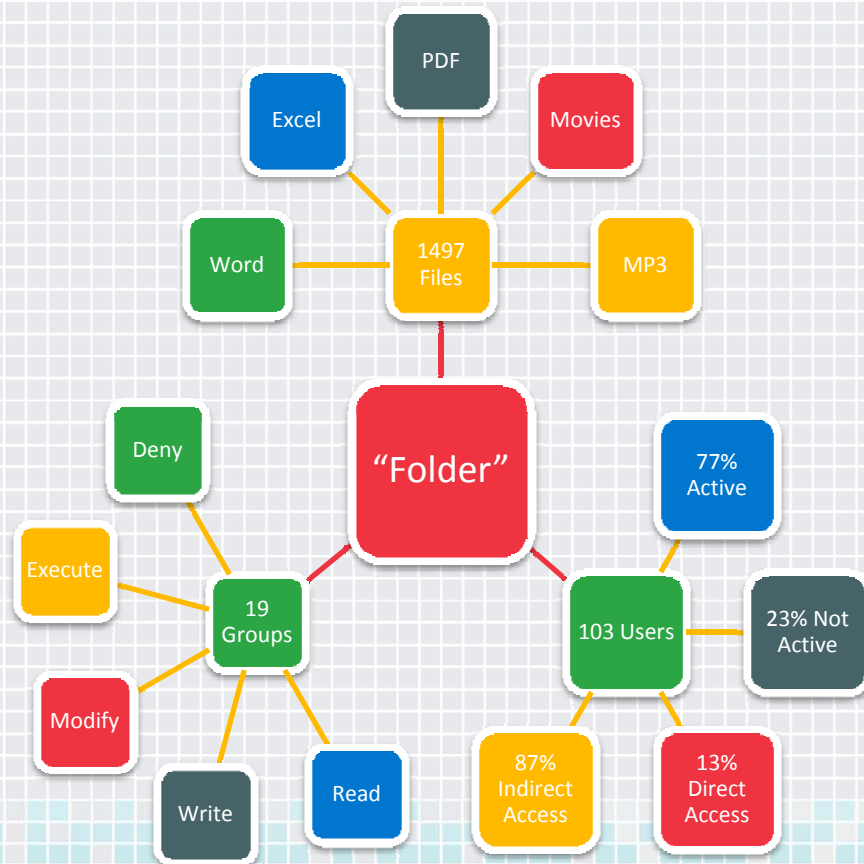 PDF
Excel
Movies
Word
1497
Files
MP3
“Folder”
Deny
77%
Active
Execute
19
Groups
103 Users
23% Not
Active
Modify
Write
Read
87%
Indirect
Access
13%
Direct
Access